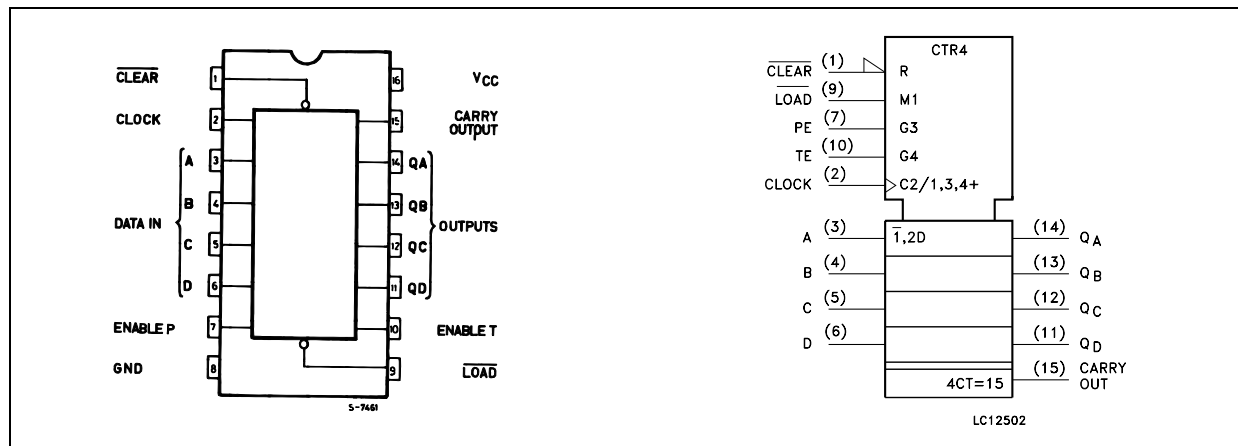 CLEAR 1 16 VCC
CLOCK 2 15 CARRY OUTPUT
A 3 14 QA
B 4 13 QB
DATA IN OUTPUTS
C 5 12 QC
D 6 11 QD
ENABLE P 7 10 ENABLE T
GND 8 9 LOAD
S-7461
CTR4
CLEAR (1) R
LOAD (9) M1
PE (7) G3
TE (10) G4
CLOCK (2) C2/1,3,4+
A (3) 1,2D (14) QA
B (4) (13) QB
C (5) (12) QC
D (6) (11) QD
4CT=15 (15) CARRY OUT
LC12502